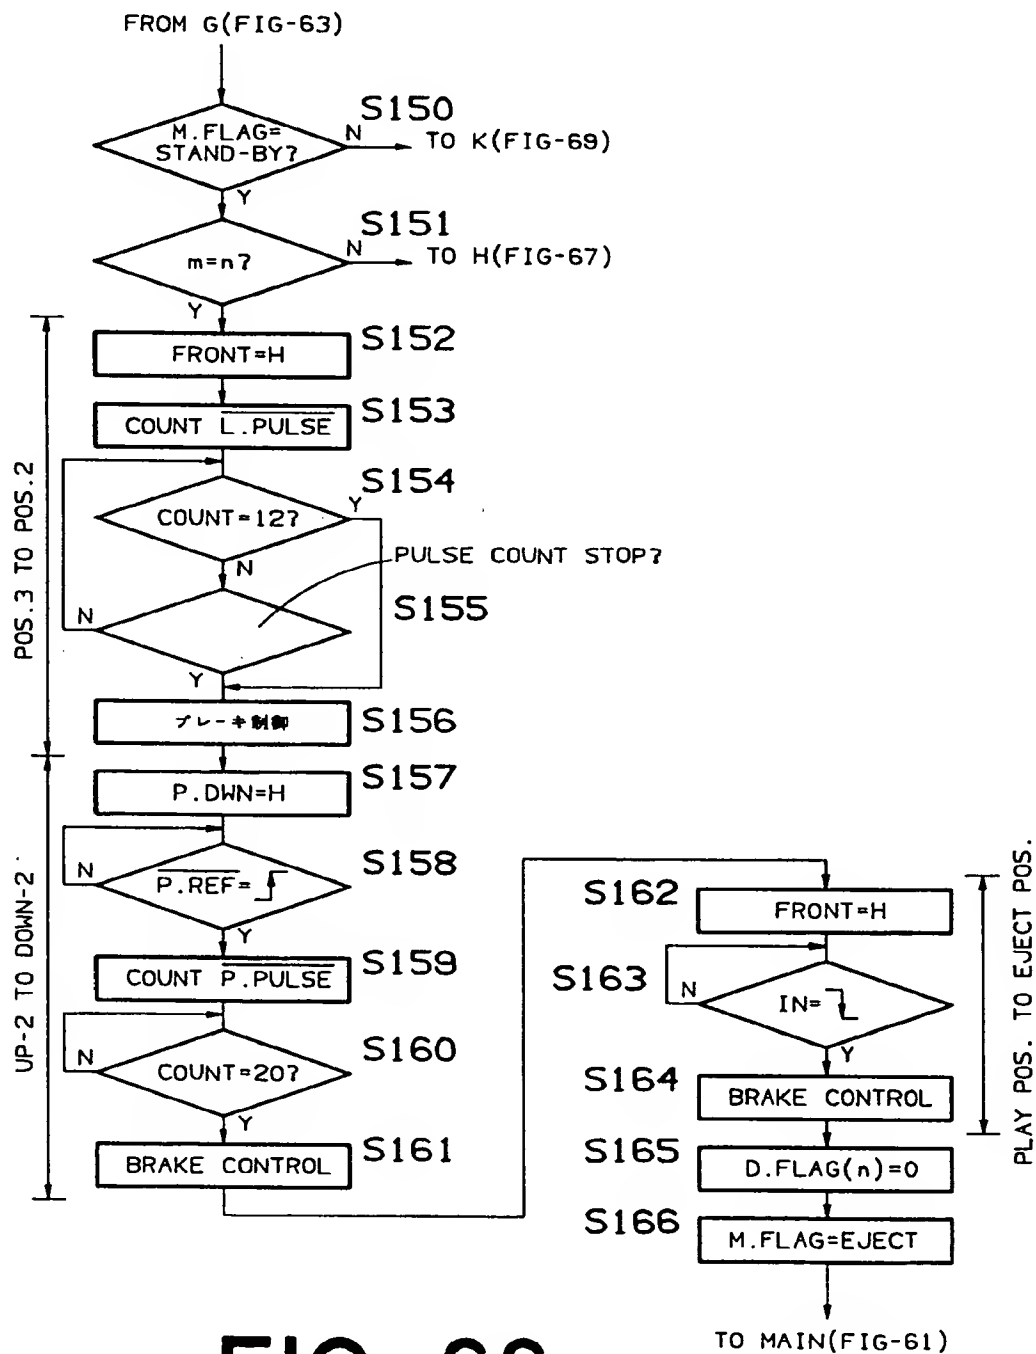 FROM G(FIG-63)
S150
M.FLAG=
STAND-BY?
N
TO K(FIG-69)
Y
S151
m=n?
N
TO H(FIG-67)
Y
POS.3 TO POS.2
S152
FRONT=H
S153
COUNT L.PULSE
S154
COUNT=12?
Y
N
PULSE COUNT STOP?
S155
N
Y
S156
ブレーキ制御
UP-2 TO DOWN-2
S157
P.DWN=H
S158
P.REF=
N
Y
S159
COUNT P.PULSE
S160
COUNT=20?
N
Y
S161
BRAKE CONTROL
PLAY POS. TO EJECT POS.
S162
FRONT=H
S163
IN=
N
Y
S164
BRAKE CONTROL
S165
D.FLAG(n)=0
S166
M.FLAG=EJECT
TO MAIN(FIG-61)